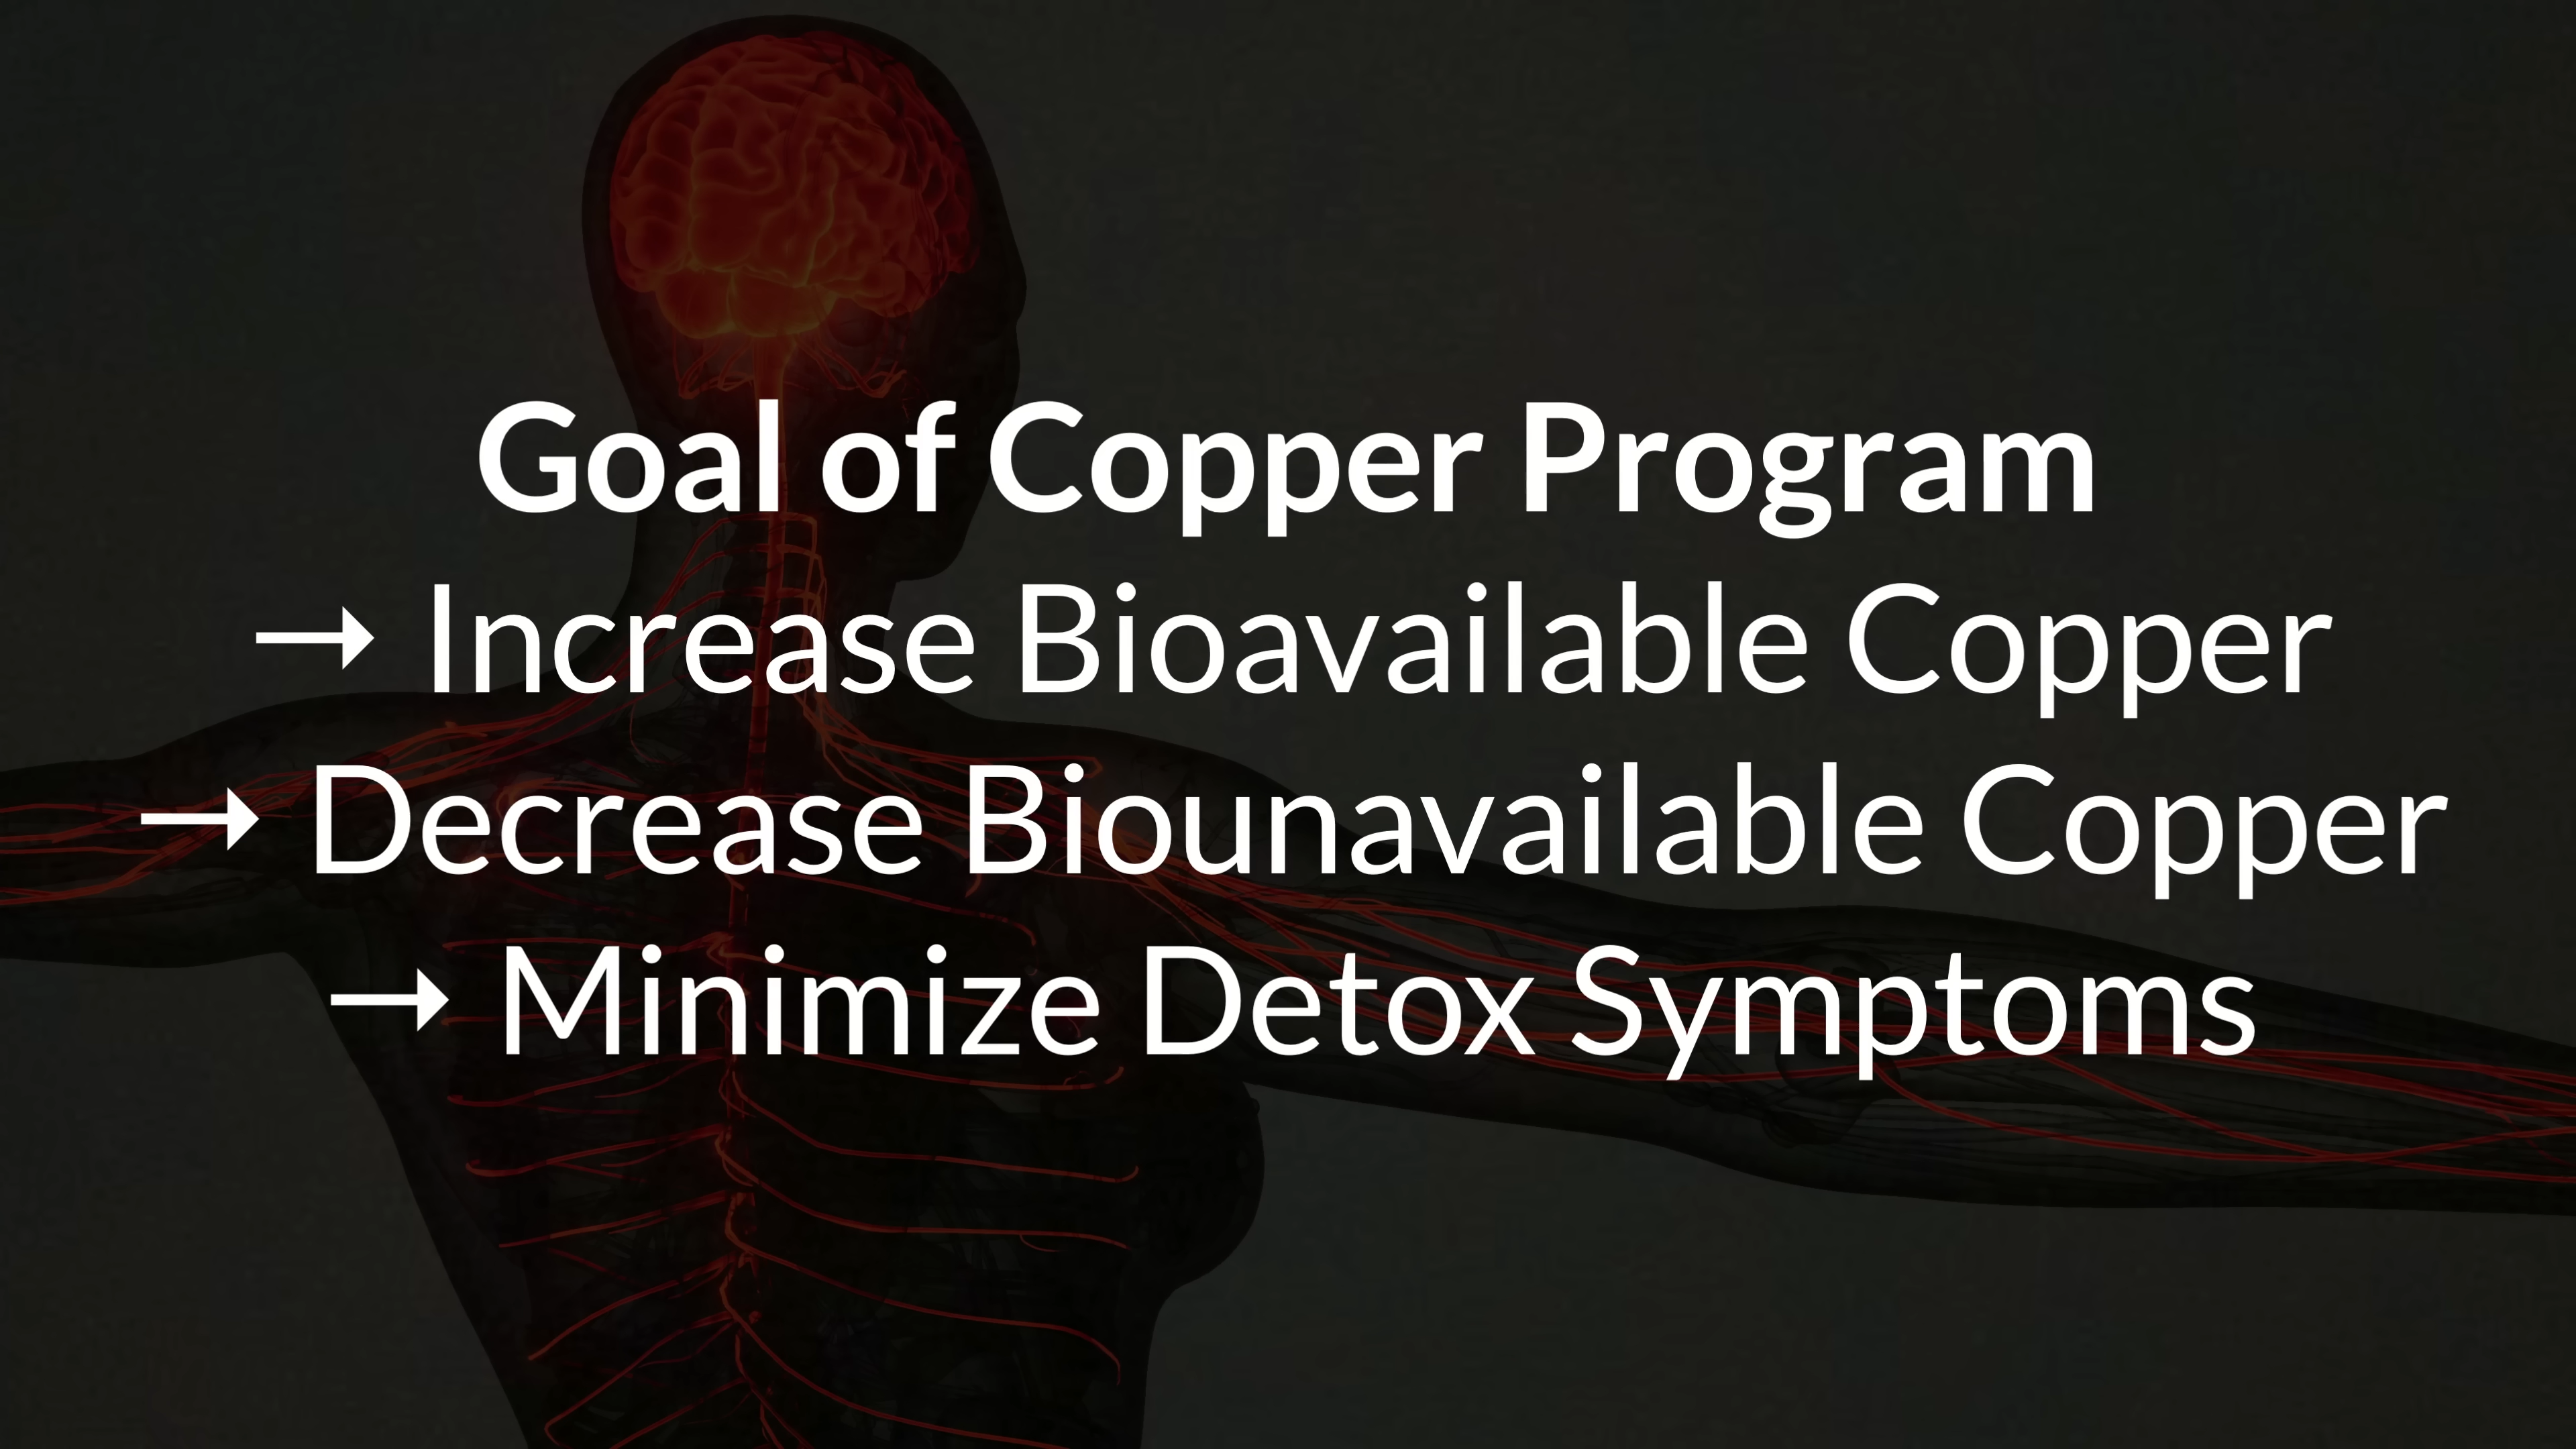 Goal of Copper Program
→ Increase Bioavailable Copper
→ Decrease Biounavailable Copper
→ Minimize Detox Symptoms